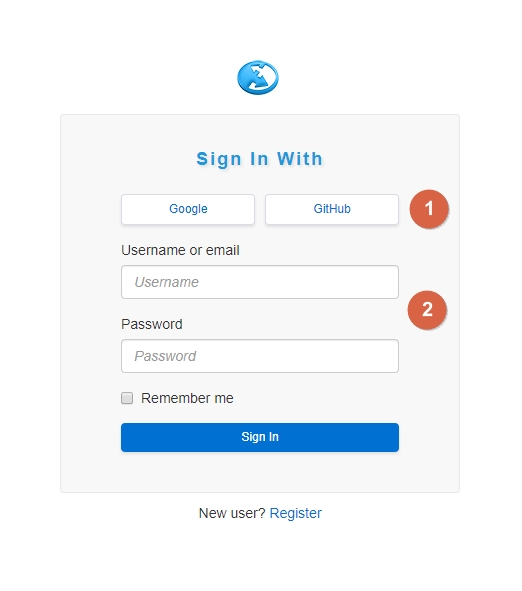 Sign In With
Google GitHub 1
Username or email
Username
2
Password
Password
Remember me
Sign In
New user? Register